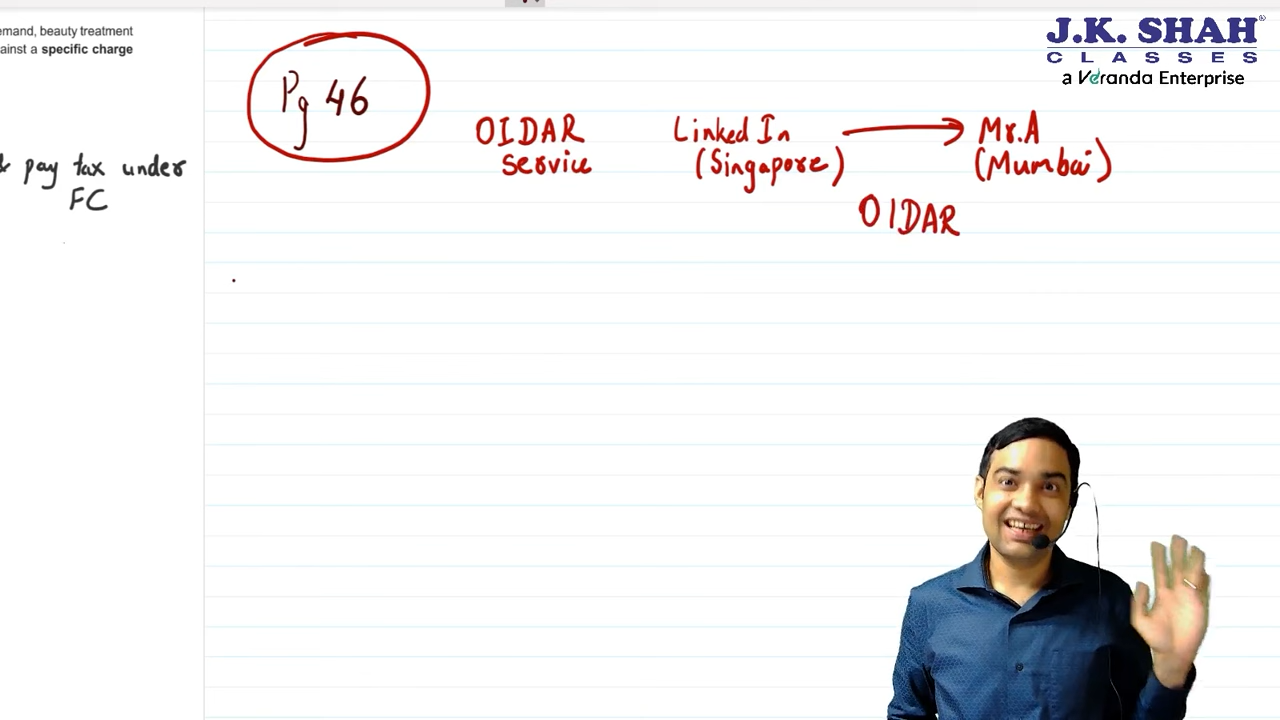 emand, beauty treatment
ainst a specific charge
pay tax under
FC
Pg 46
OIDAR
service
Linked In
(Singapore)
Mr.A
(Mumbai)
OIDAR
J.K. SHAH®
CLASSES
a Veranda Enterprise